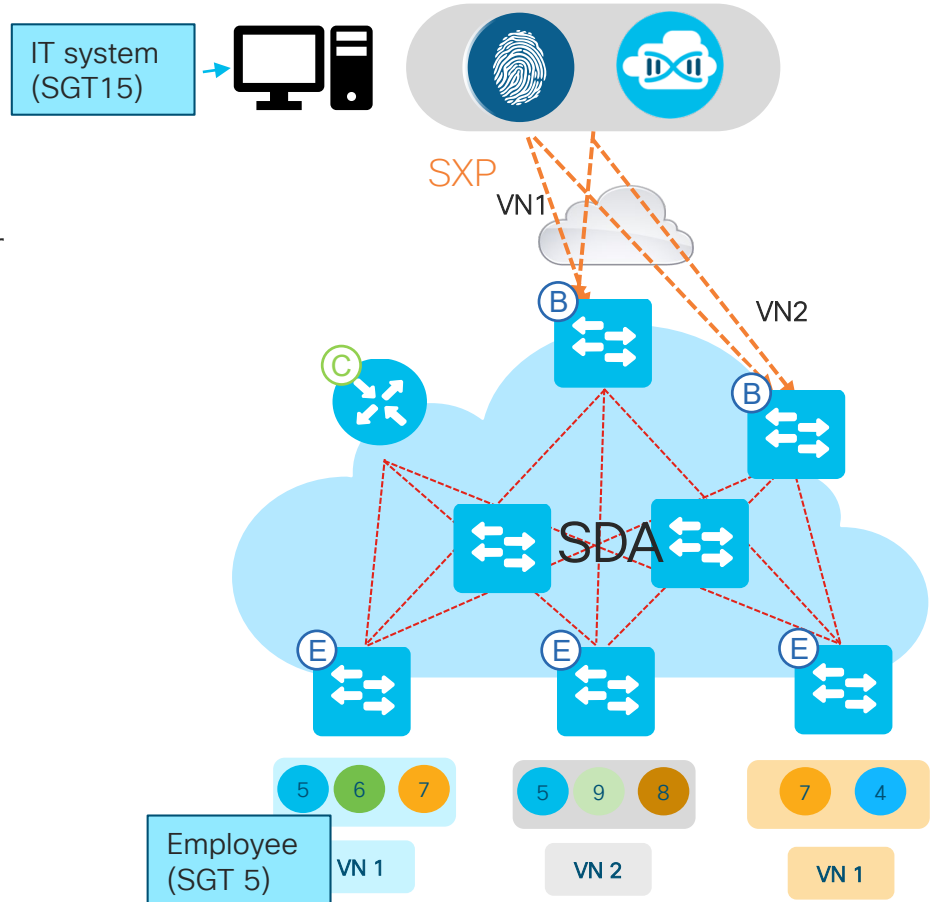 IT system
(SGT15)
SXP
VN1
VN2
B
C
B
SDA
E
E
E
5 6 7
5 9 8
7 4
Employee
(SGT 5)
VN 1
VN 2
VN 1